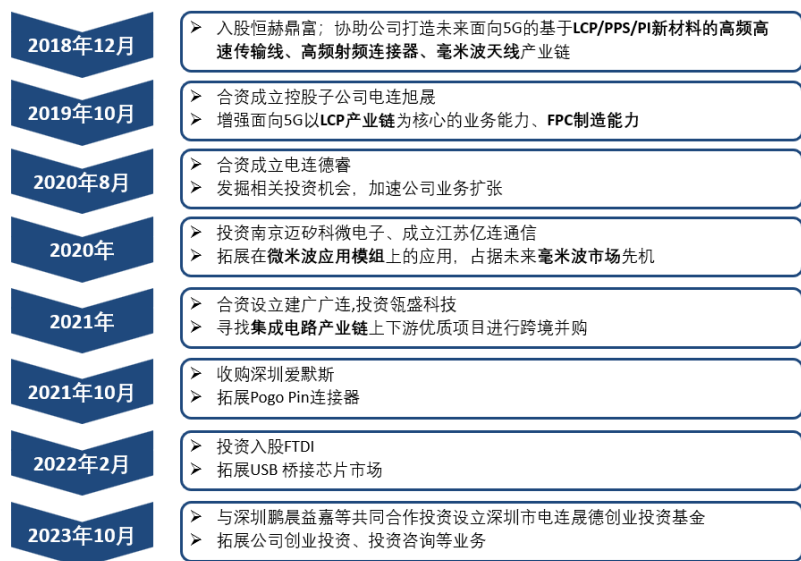 2018年12月
➢ 入股恒赫鼎富；协助公司打造未来面向5G的基于LCP/PPS/PI新材料的高频高
速传输线、高频射频连接器、毫米波天线产业链
2019年10月
➢ 合资成立控股子公司电连旭晟
➢ 增强面向5G以LCP产业链为核心的业务能力、FPC制造能力
2020年8月
➢ 合资成立电连德睿
➢ 发掘相关投资机会，加速公司业务扩张
2020年
➢ 投资南京迈矽科微电子、成立江苏亿连通信
➢ 拓展在微米波应用模组上的应用，占据未来毫米波市场先机
2021年
➢ 合资设立建广广连,投资瓴盛科技
➢ 寻找集成电路产业链上下游优质项目进行跨境并购
2021年10月
➢ 收购深圳爱默斯
➢ 拓展Pogo Pin连接器
2022年2月
➢ 投资入股FTDI
➢ 拓展USB 桥接芯片市场
2023年10月
➢ 与深圳鹏晨益嘉等共同合作投资设立深圳市电连晟德创业投资基金
➢ 拓展公司创业投资、投资咨询等业务